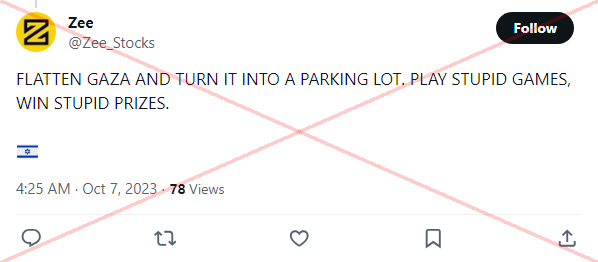 Zee
Follow
@Zee_Stocks
FLATTEN GAZA AND TURN IT INTO A PARKING LOT. PLAY STUPID GAMES,
WIN STUPID PRIZES.
4:25 AM · Oct 7, 2023 · 78 Views